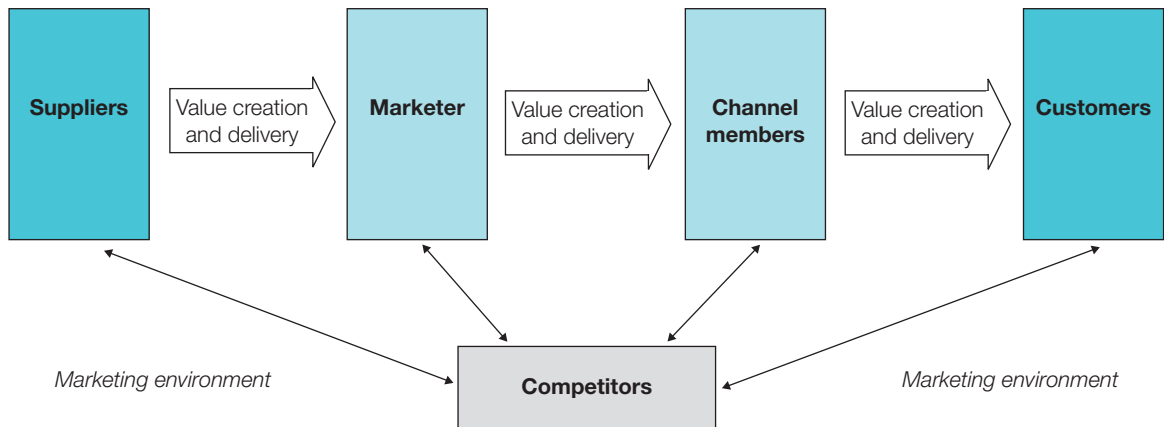 Suppliers
Value creation
and delivery
Marketer
Value creation
and delivery
Channel
members
Value creation
and delivery
Customers
Marketing environment
Competitors
Marketing environment